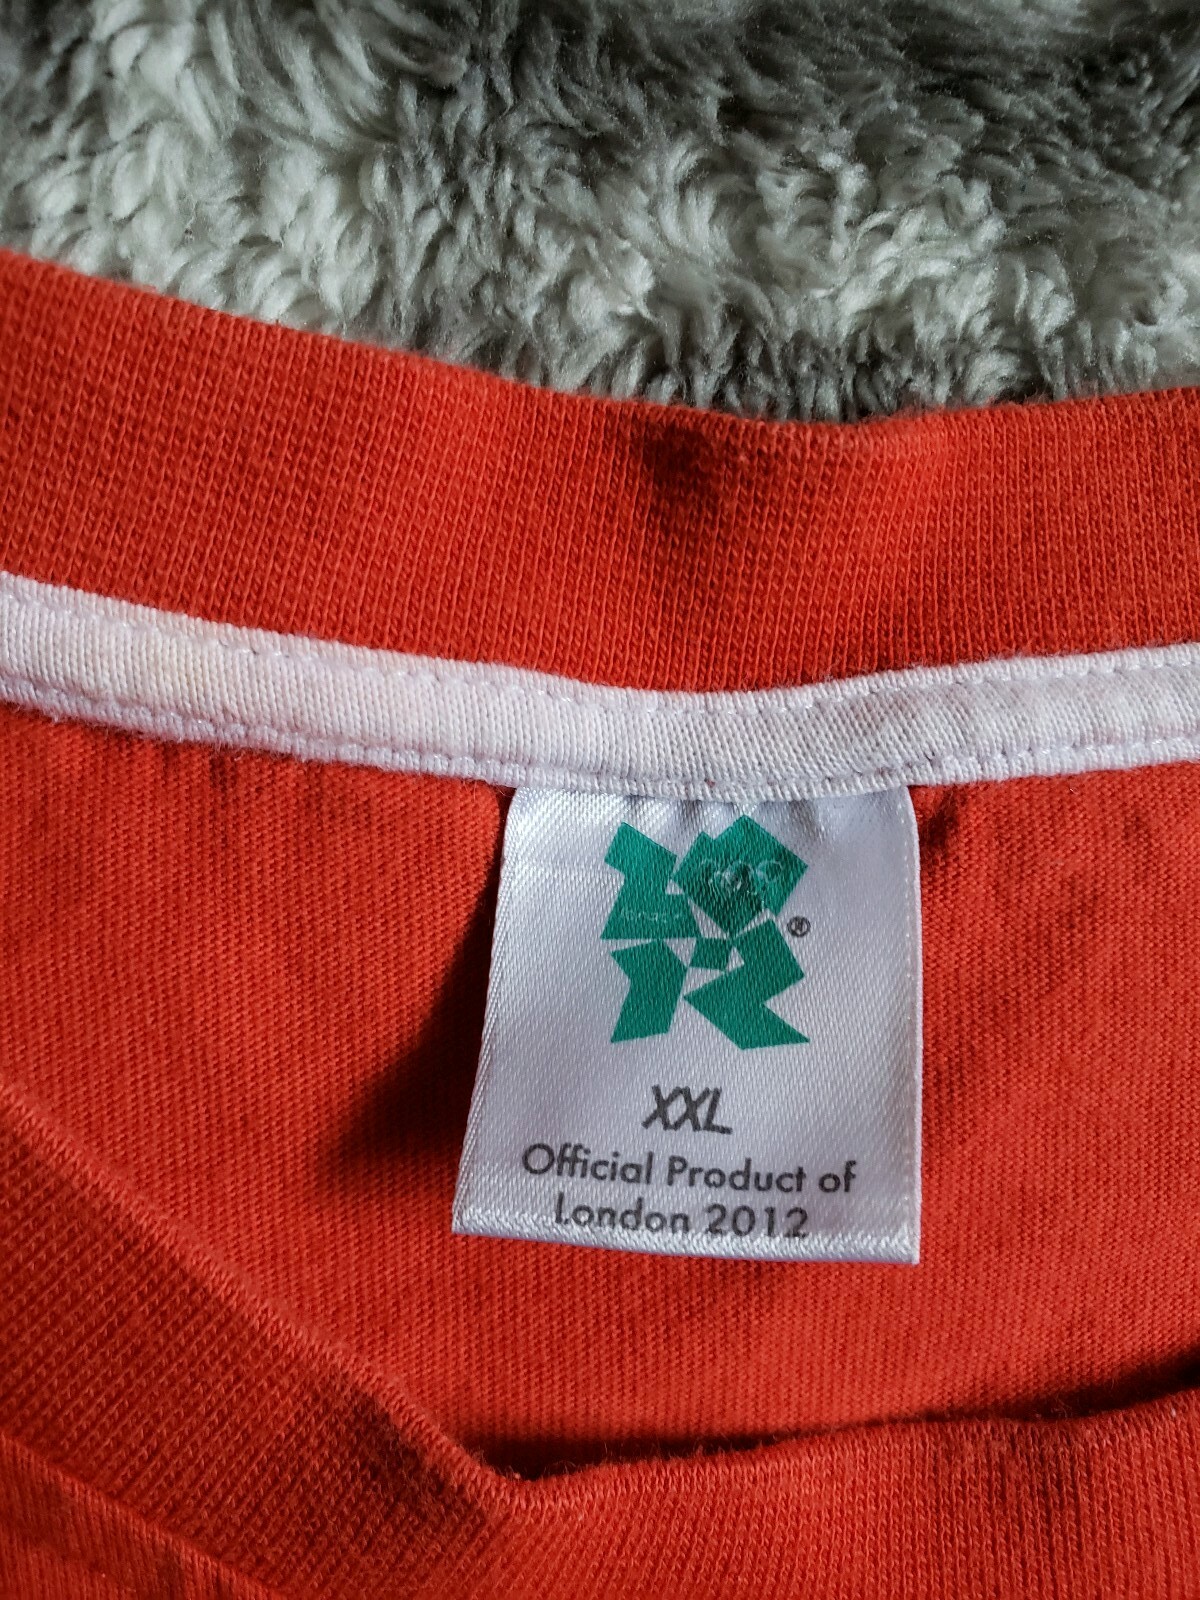 ®
XXL
Official Product of
London 2012